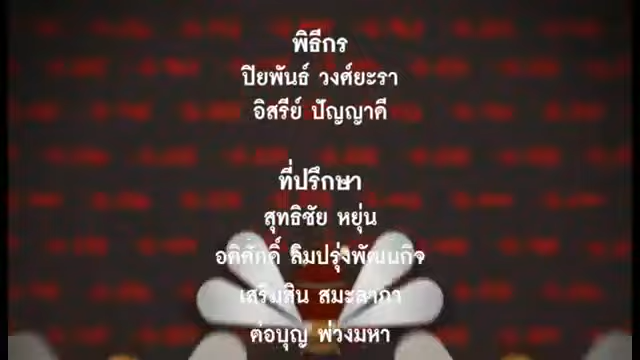 พิธีกร
ปิยพันธ์ วงศ์ยะรา
อิสรีย์ ปัญญาคี
ที่ปรึกษา
สุทธิชัย หยุ่น
อดิศักดิ์ ลิมปรุ่งพัฒนกิจ
เสริมสิน สมะลาภา
ต่อบุญ พ่วงมหา